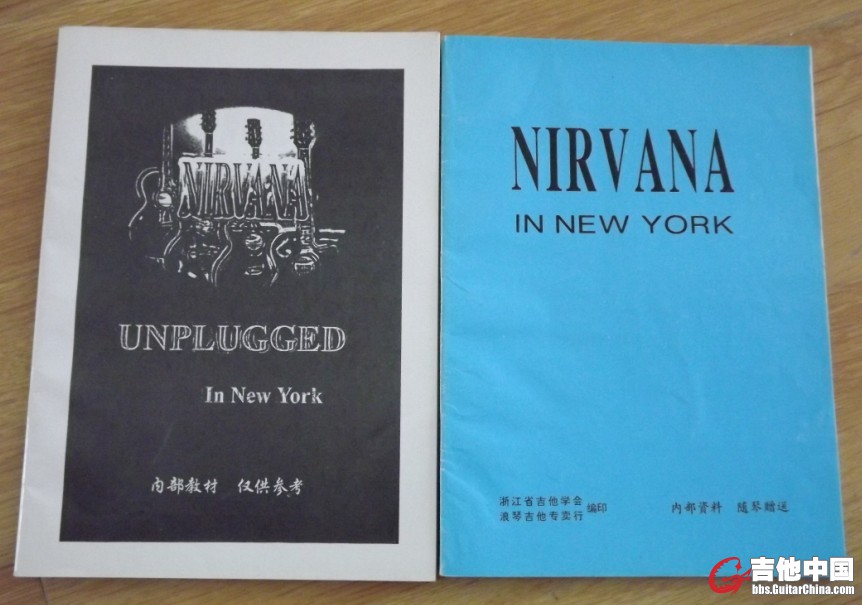 NIRVANA
UNPLUGGED
In New York
内部教材 仅供参考
NIRVANA
IN NEW YORK
浙江省吉他学会
浪琴吉他专卖行
编印
内部资料 随琴赠送
吉他中国
bbs.GuitarChina.com